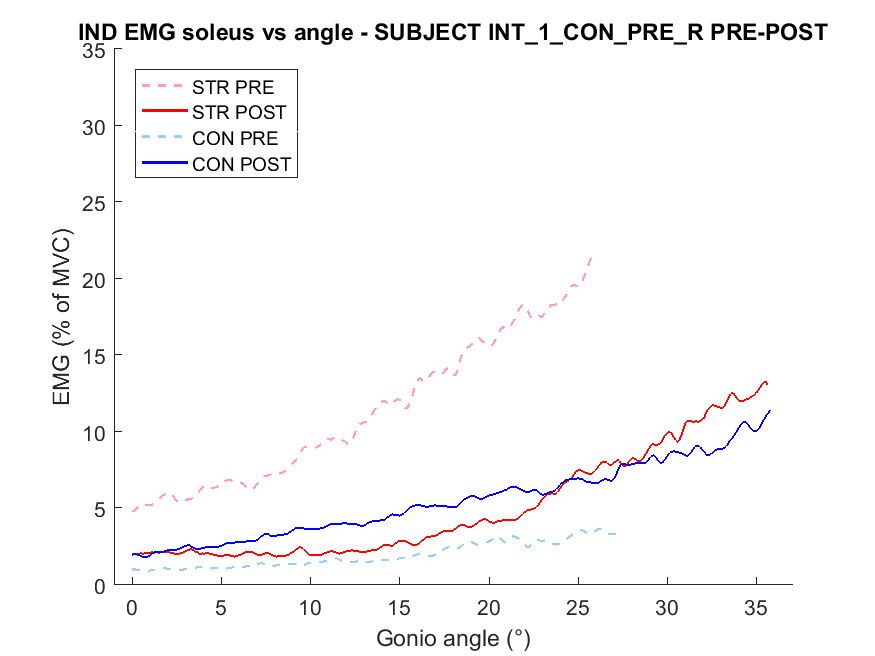 IND EMG soleus vs angle - SUBJECT INT_1_CON_PRE_R PRE-POST
35
30
25
20
15
10
5
0
EMG (% of MVC)
STR PRE
STR POST
CON PRE
CON POST
0 5 10 15 20 25 30 35
Gonio angle (°)